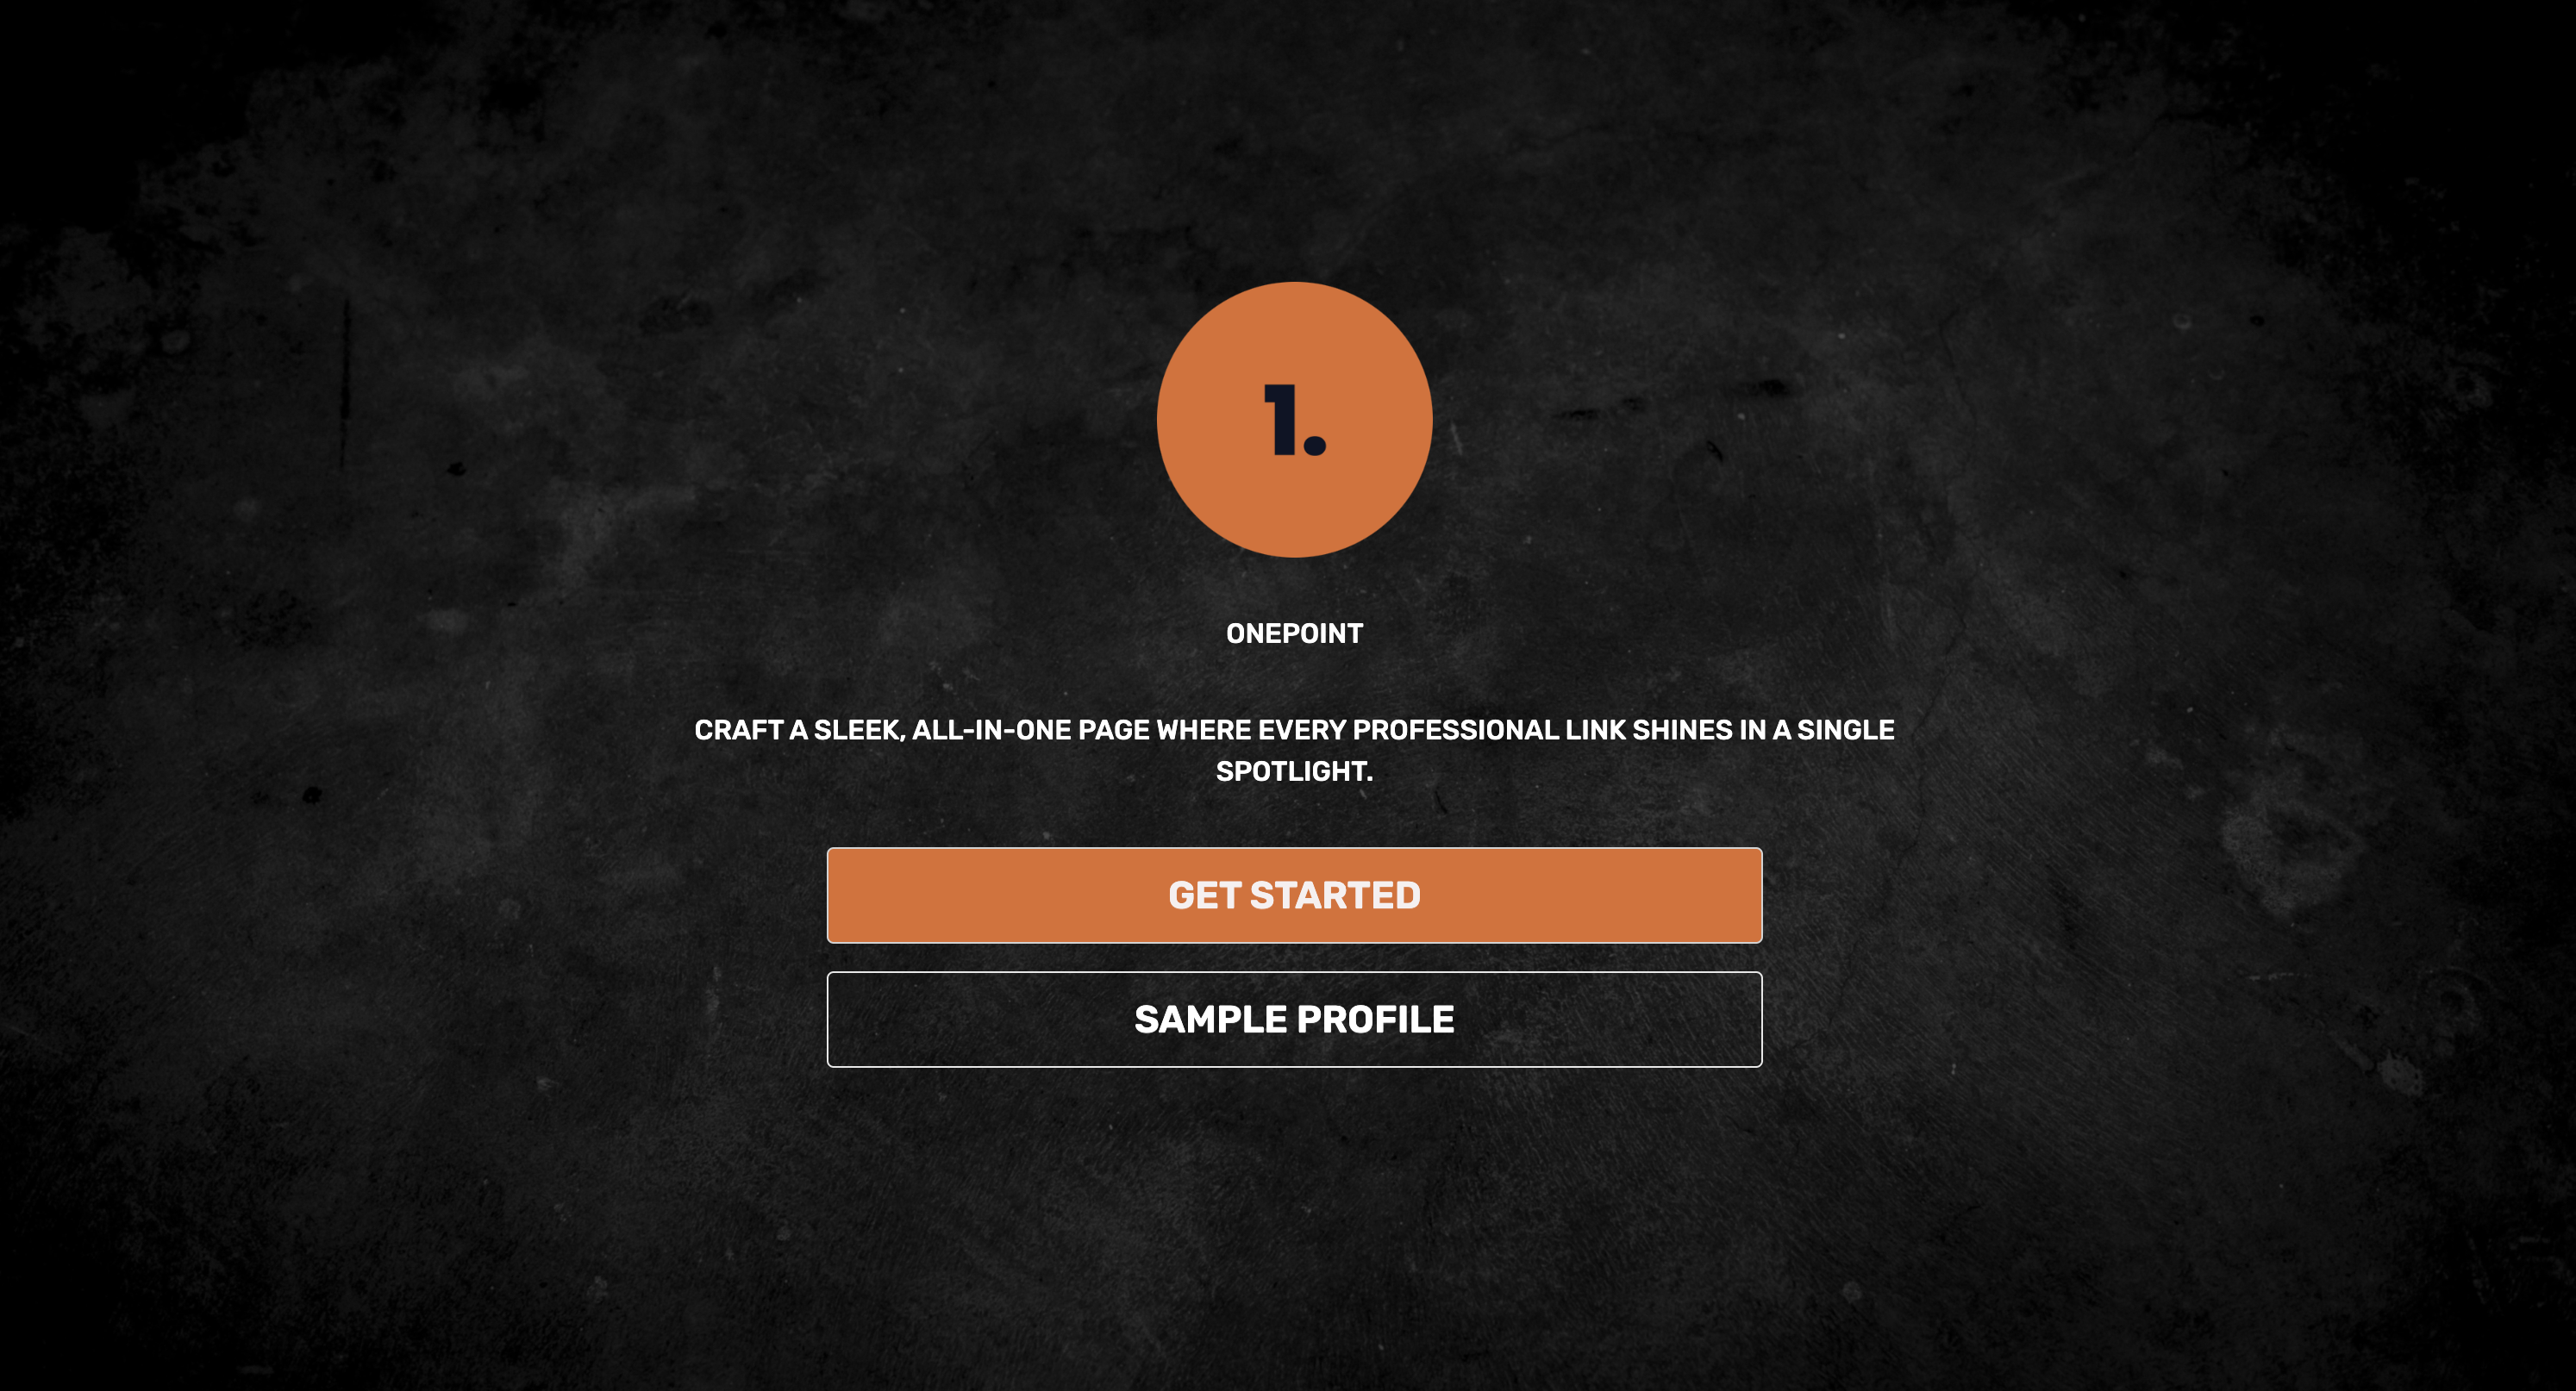 1.
ONEPOINT
CRAFT A SLEEK, ALL-IN-ONE PAGE WHERE EVERY PROFESSIONAL LINK SHINES IN A SINGLE
SPOTLIGHT.
GET STARTED
SAMPLE PROFILE